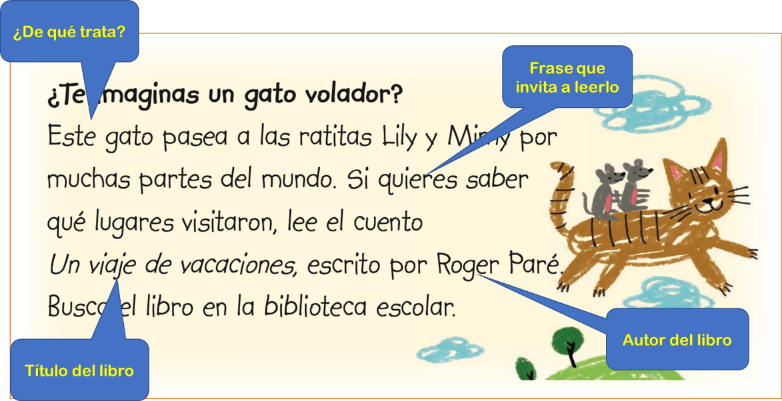 ¿De qué trata?
Frase que
invita a leerlo
¿Te imaginas un gato volador?
Este gato pasea a las ratitas Lily y Mimy por
muchas partes del mundo. Si quieres saber
qué lugares visitaron, lee el cuento
Un viaje de vacaciones, escrito por Roger Paré.
Busca el libro en la biblioteca escolar.
Autor del libro
Título del libro